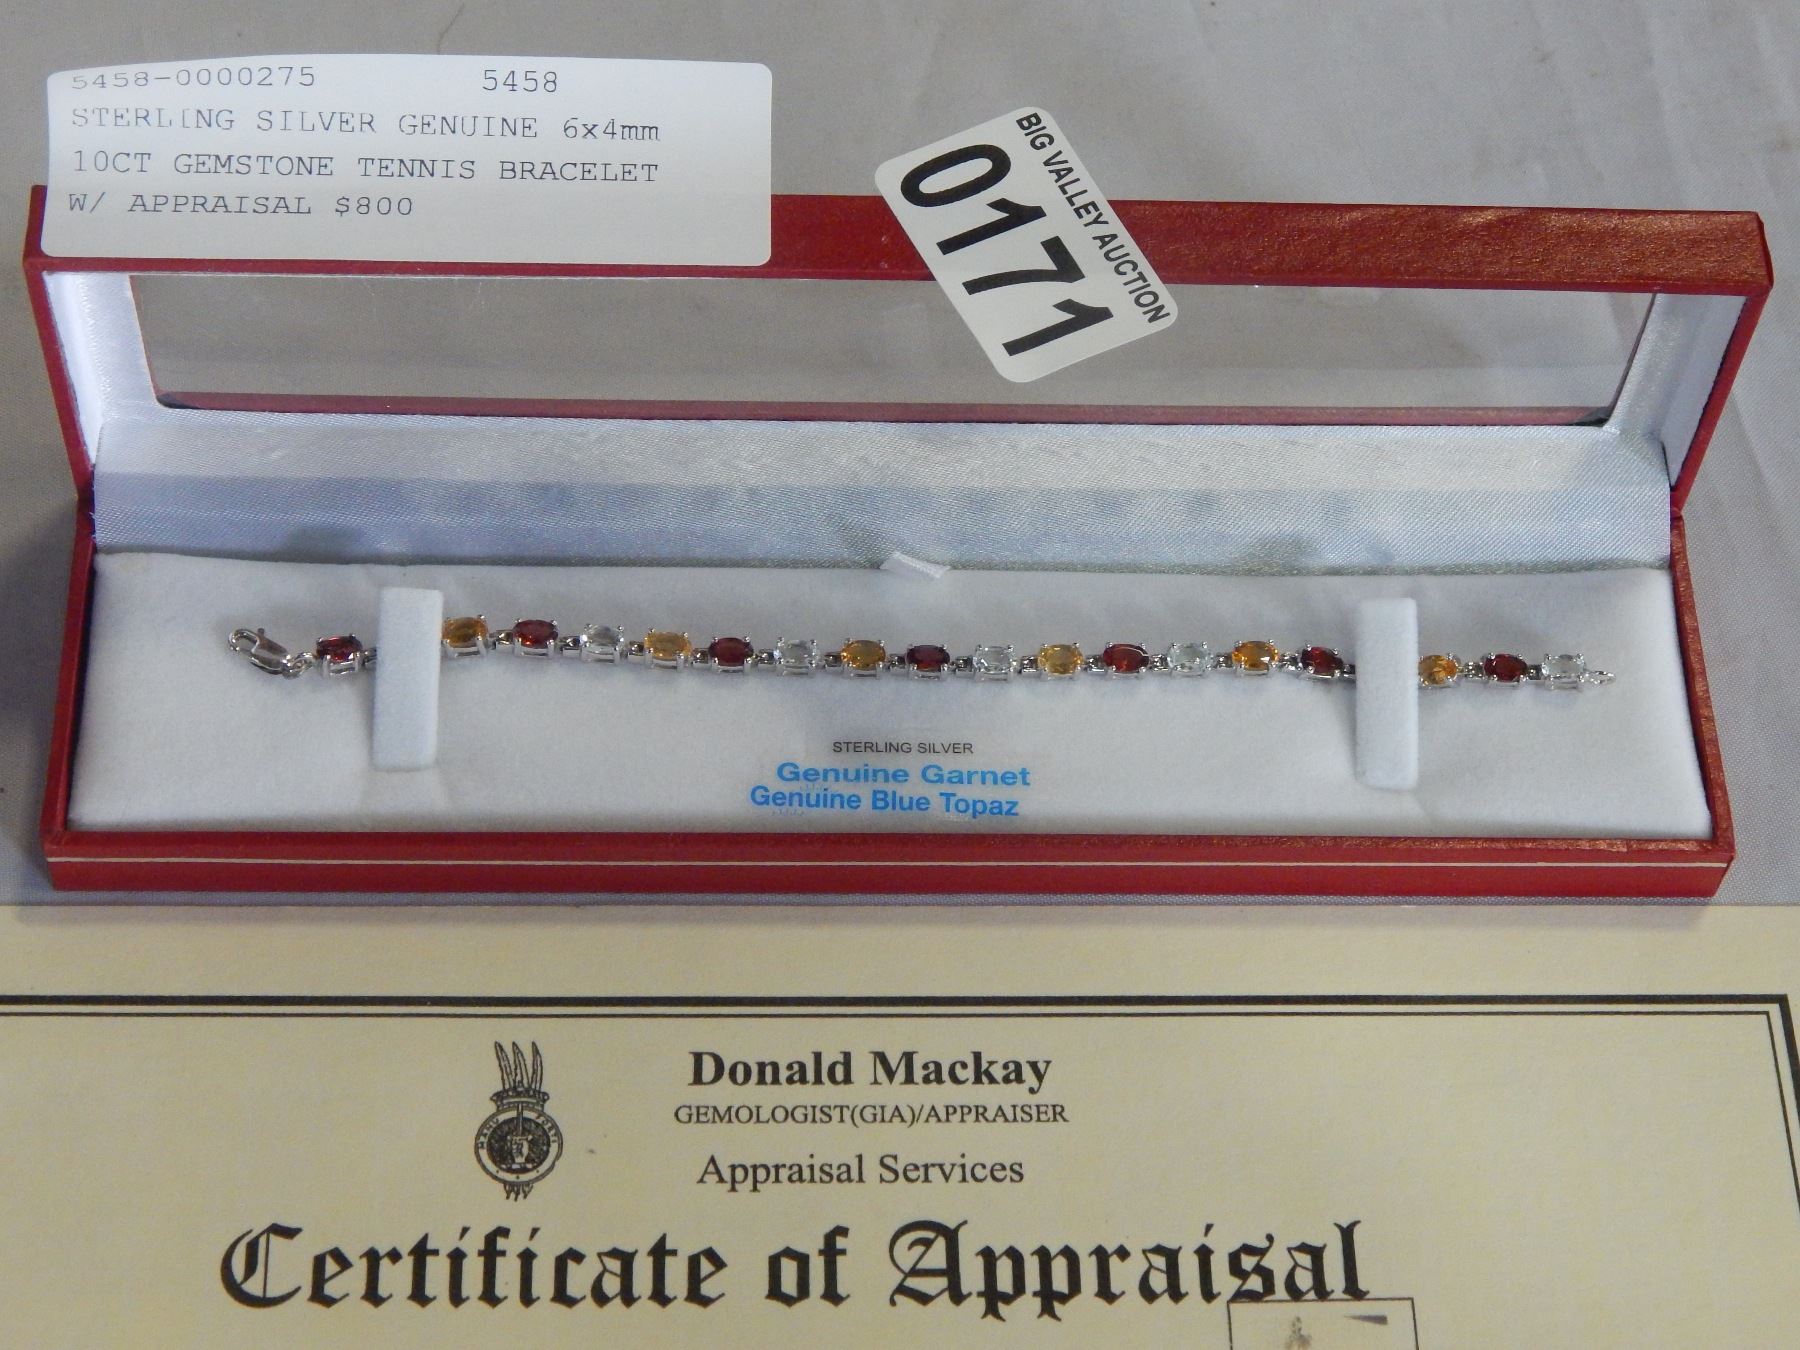 5458-0000275 5458
STERLING SILVER GENUINE 6x4mm
10CT GEMSTONE TENNIS BRACELET
W/ APPRAISAL $800
BIG VALLEY AUCTION
0171
STERLING SILVER
Genuine Garnet
Genuine Blue Topaz
Donald Mackay
GEMOLOGIST(GIA)/APPRAISER
Appraisal Services
Certificate of Appraisal